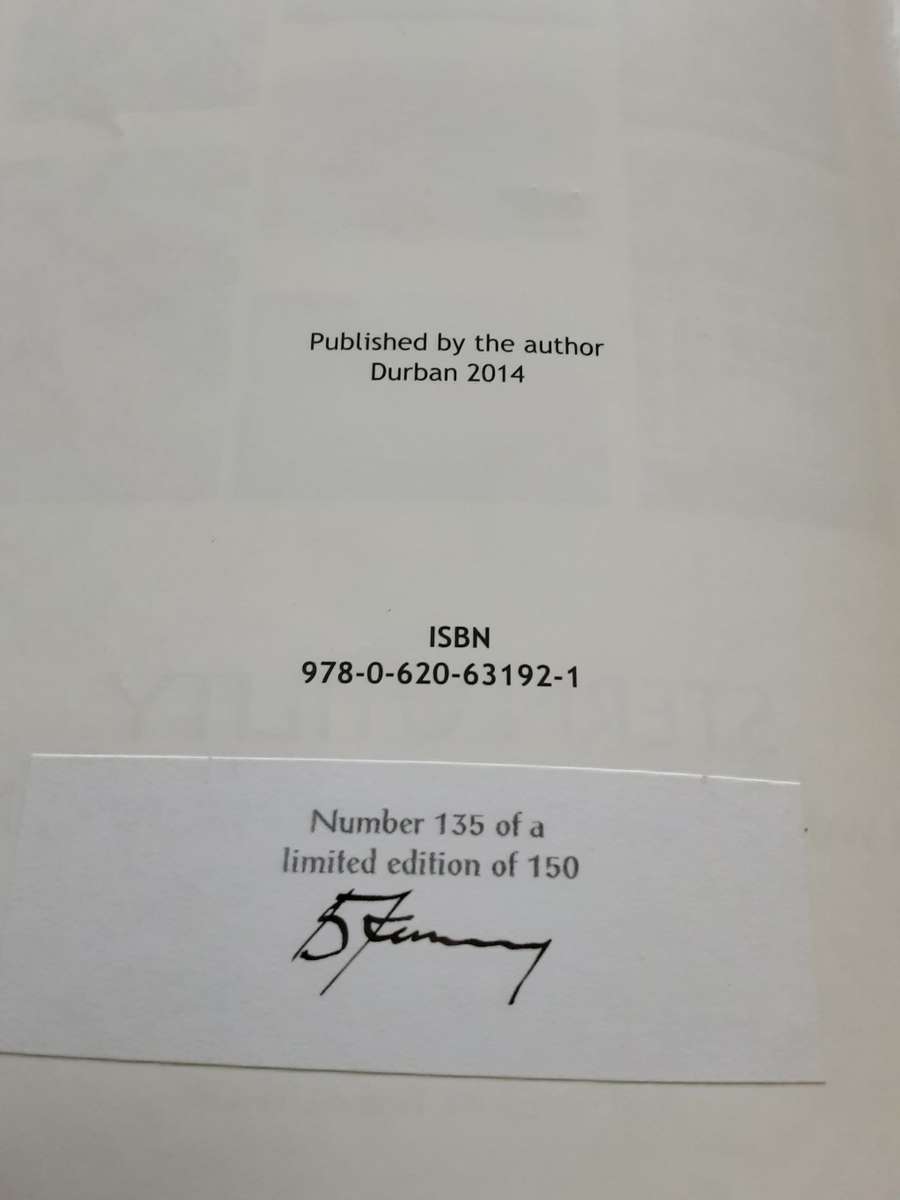 Published by the author
Durban 2014
ISBN
978-0-620-63192-1
Number 135 of a
limited edition of 150